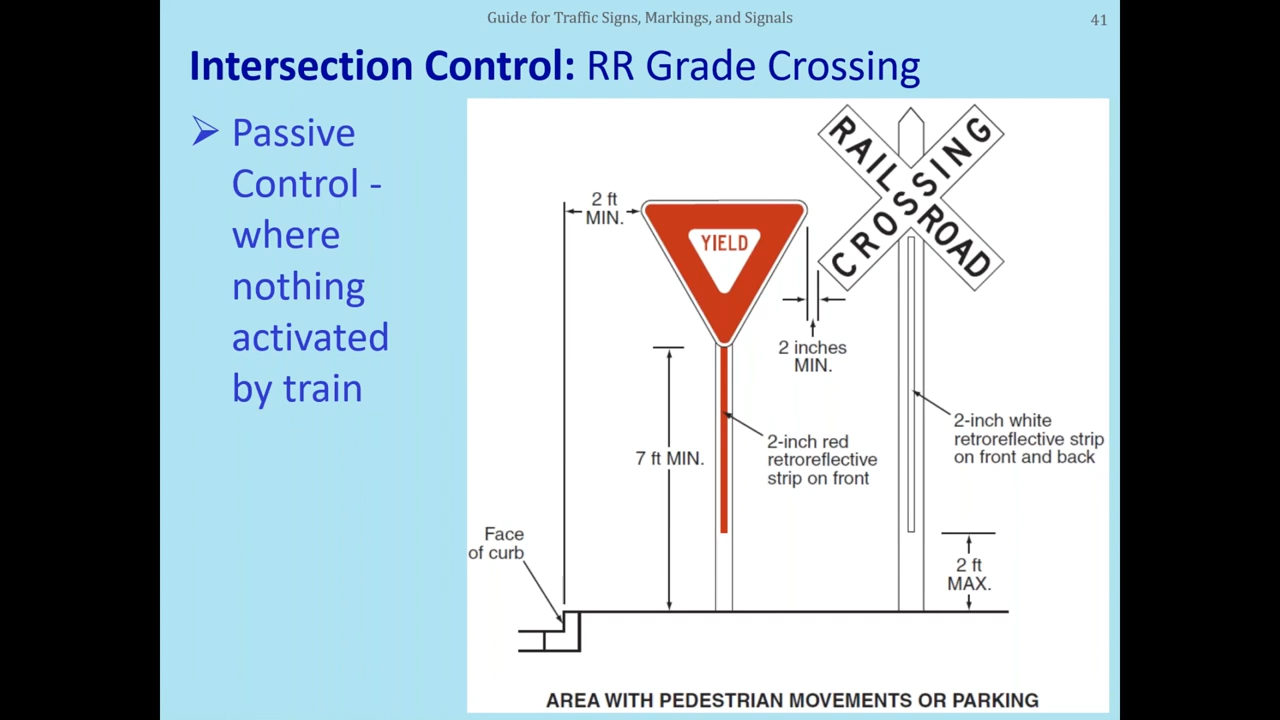 Guide for Traffic Signs, Markings, and Signals
41
Intersection Control: RR Grade Crossing
➢ Passive
Control -
where
nothing
activated
by train
RAILROAD
CROSSING
2 ft
MIN.
YIELD
2 inches
MIN.
2-inch white
retroreflective strip
on front and back
2-inch red
retroreflective
strip on front
7 ft MIN.
Face
of curb
2 ft
MAX.
AREA WITH PEDESTRIAN MOVEMENTS OR PARKING